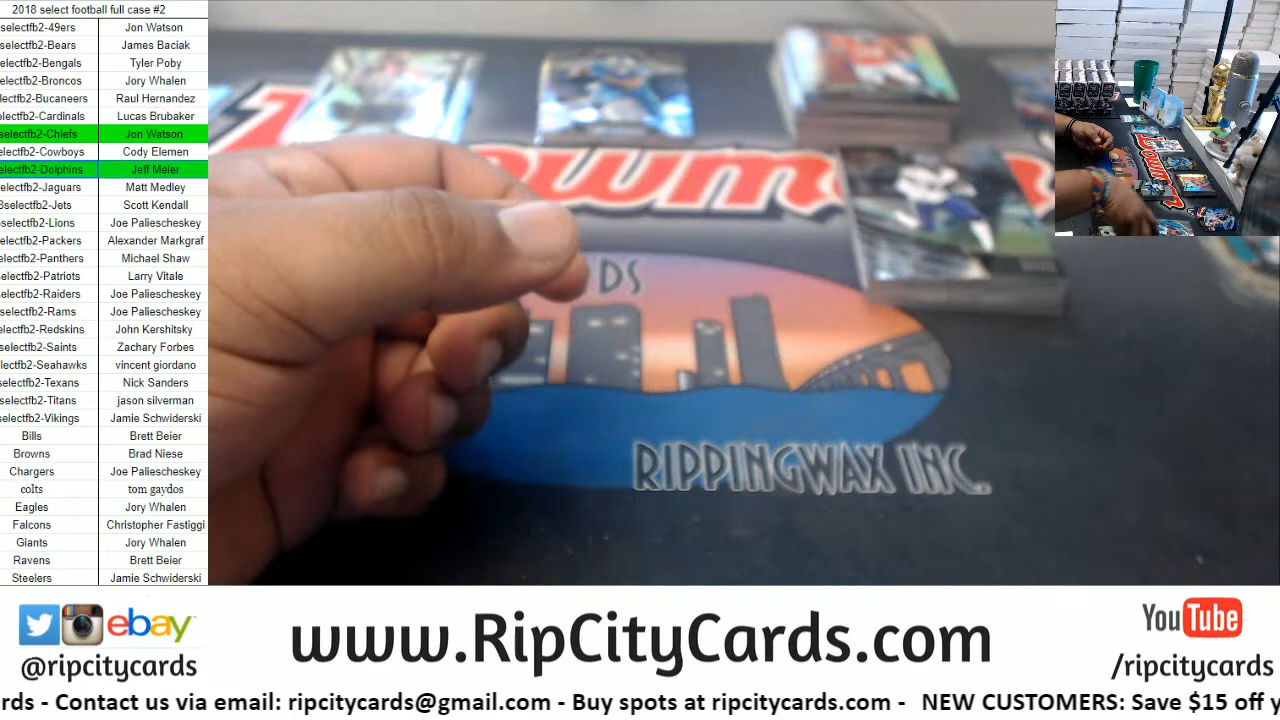 2018 select football full case #2
selectfb2-49ers Jon Watson
selectfb2-Bears James Baciak
electfb2-Bengals Tyler Poby
electfb2-Broncos Jory Whalen
lectfb2-Bucaneers Raul Hernandez
electfb2-Cardinals Lucas Brubaker
selectfb2-Chiefs Jon Watson
electfb2-Cowboys Cody Elemen
electfb2-Dolphins Jeff Meler
electfb2-Jaguars Matt Medley
3selectfb2-Jets Scott Kendall
selectfb2-Lions Joe Paliescheskey
electfb2-Packers Alexander Markgraf
electfb2-Panthers Michael Shaw
electfb2-Patriots Larry Vitale
electfb2-Raiders Joe Paliescheskey
selectfb2-Rams Joe Paliescheskey
electfb2-Redskins John Kershitsky
selectfb2-Saints Zachary Forbes
lectfb2-Seahawks vincent giordano
selectfb2-Texans Nick Sanders
selectfb2-Titans jason silverman
electfb2-Vikings Jamie Schwiderski
Bills Brett Beier
Browns Brad Niese
Chargers Joe Paliescheskey
colts tom gaydos
Eagles Jory Whalen
Falcons Christopher Fastiggi
Giants Jory Whalen
Ravens Brett Beier
Steelers Jamie Schwiderski
DS
RIPPINGWAX INC.
ebay
@ripcitycards
www.RipCityCards.com
YouTube
/ripcitycards
rds - Contact us via email: ripcitycards@gmail.com - Buy spots at ripcitycards.com - NEW CUSTOMERS: Save $15 off y